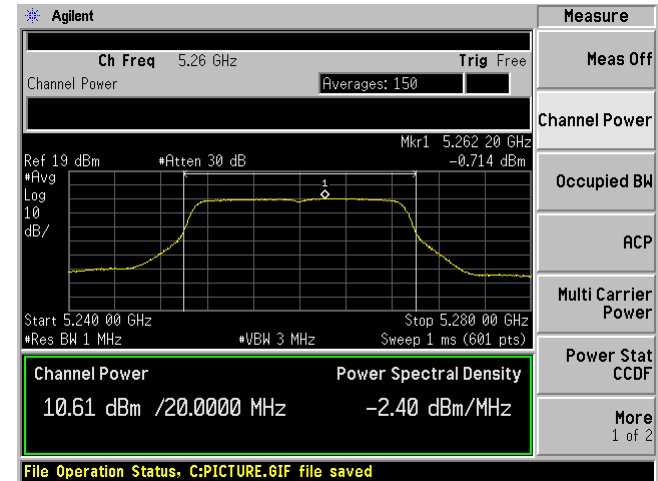 Agilent
Measure
Ch Freq 5.26 GHz Trig Free
Channel Power Averages: 150
Mkr1 5.262 20 GHz
Ref 19 dBm #Atten 30 dB -0.714 dBm
#Avg
Log
10
dB/
1
Start 5.240 00 GHz Stop 5.280 00 GHz
#Res BW 1 MHz #VBW 3 MHz Sweep 1 ms (601 pts)
Channel Power Power Spectral Density
10.61 dBm /20.0000 MHz -2.40 dBm/MHz
File Operation Status, C:PICTURE.GIF file saved
Meas Off
Channel Power
Occupied BW
ACP
Multi Carrier
Power
Power Stat
CCDF
More
1 of 2